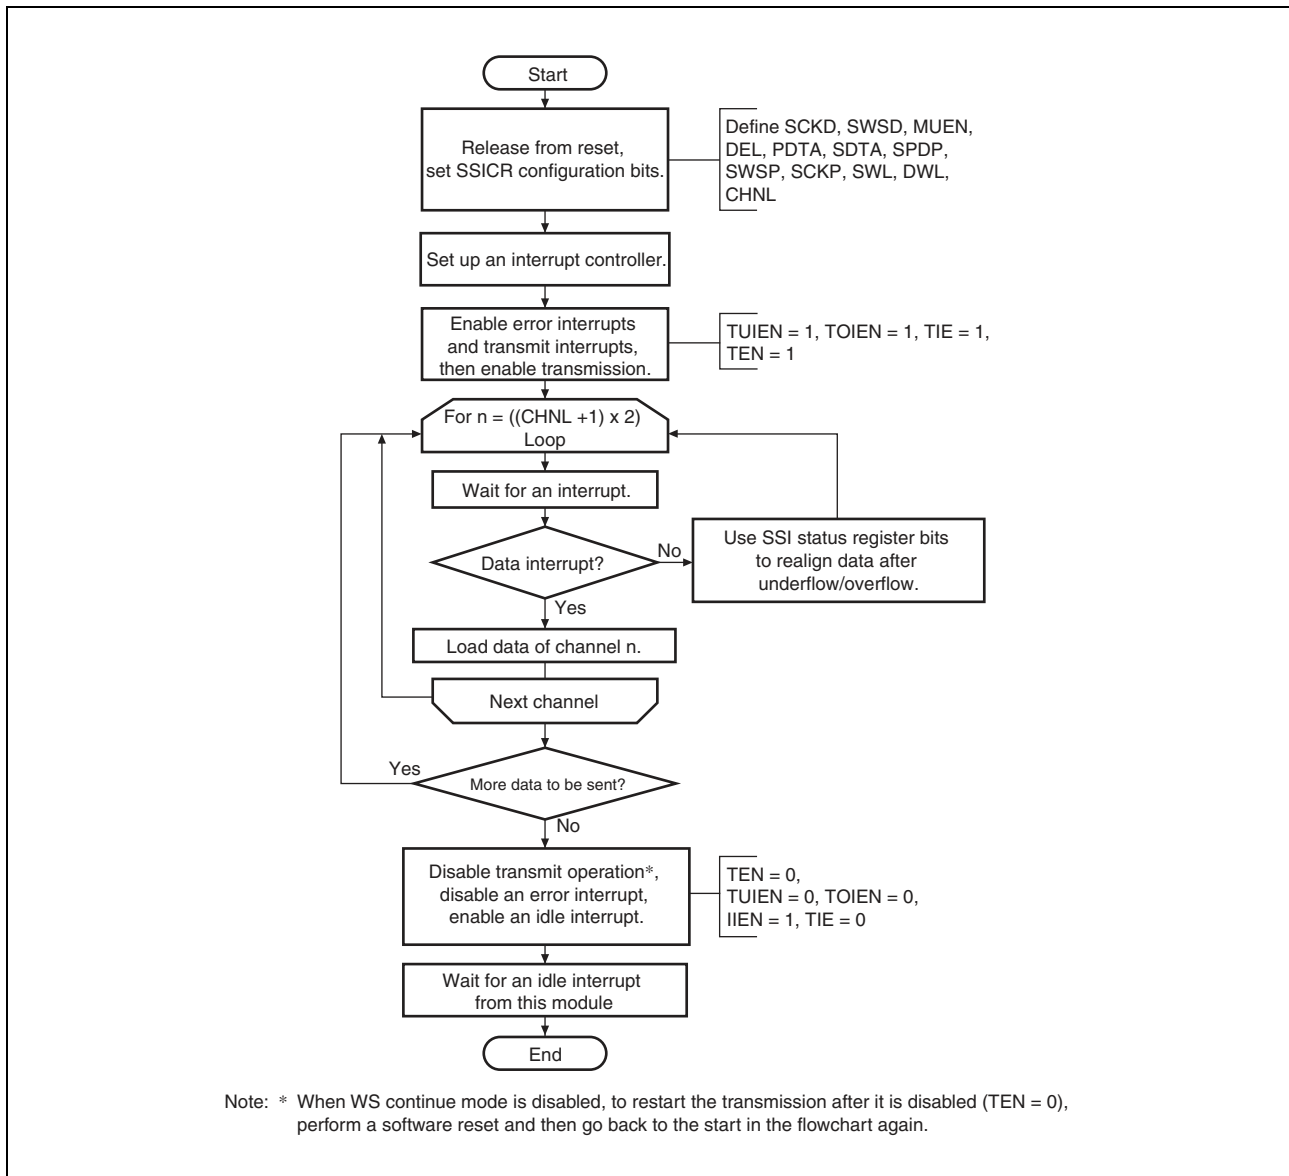 Start
Release from reset,
set SSICR configuration bits.
Define SCKD, SWSD, MUEN,
DEL, PDTA, SDTA, SPDP,
SWSP, SCKP, SWL, DWL,
CHNL
Set up an interrupt controller.
Enable error interrupts
and transmit interrupts,
then enable transmission.
TUIEN = 1, TOIEN = 1, TIE = 1,
TEN = 1
For n = ((CHNL +1) x 2)
Loop
Wait for an interrupt.
Data interrupt?
No
Use SSI status register bits
to realign data after
underflow/overflow.
Yes
Load data of channel n.
Next channel
Yes
More data to be sent?
No
Disable transmit operation*,
disable an error interrupt,
enable an idle interrupt.
TEN = 0,
TUIEN = 0, TOIEN = 0,
IIEN = 1, TIE = 0
Wait for an idle interrupt
from this module
End
Note: * When WS continue mode is disabled, to restart the transmission after it is disabled (TEN = 0),
perform a software reset and then go back to the start in the flowchart again.